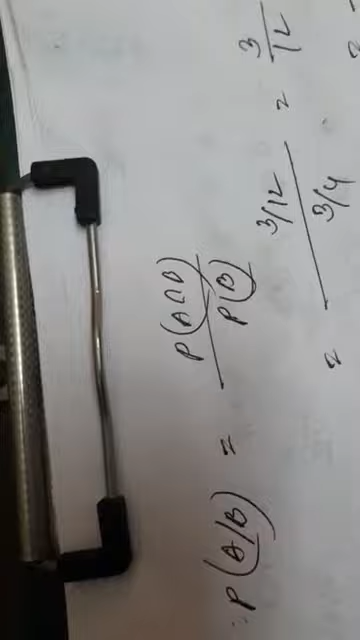 ∴ P(A/B) = P(A∩B) / P(B)
= 3/12 / 3/4 = 3/12
=